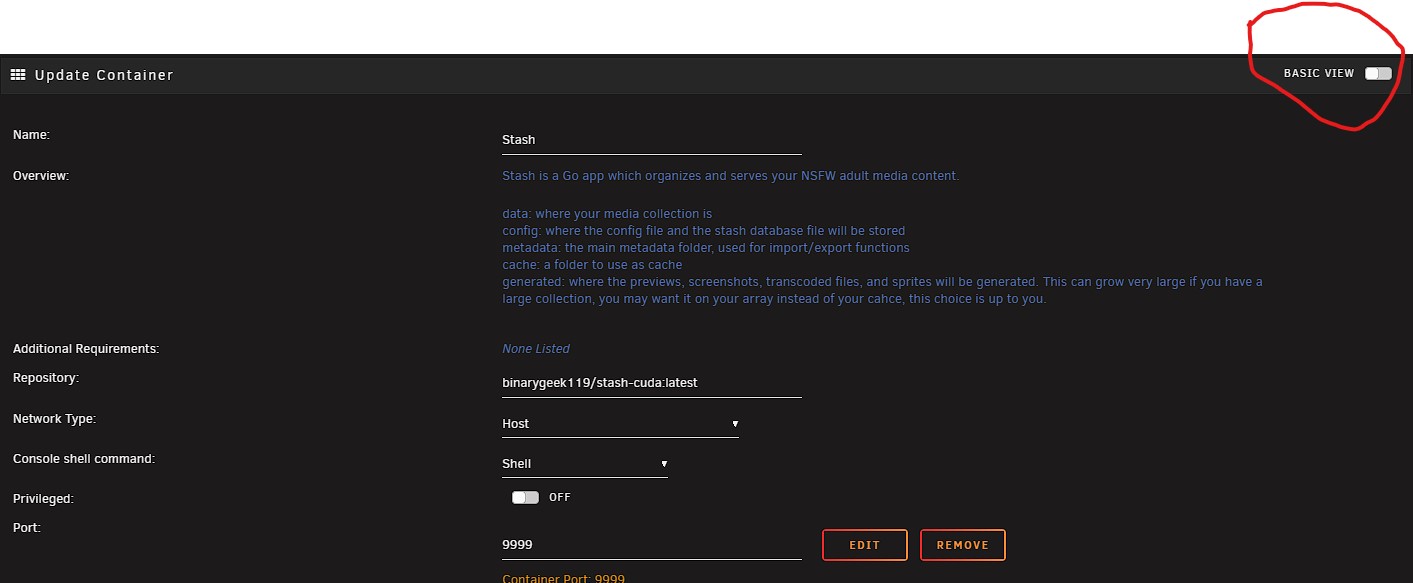 Update Container
BASIC VIEW
Name:
Stash
Overview:
Stash is a Go app which organizes and serves your NSFW adult media content.
data: where your media collection is
config: where the config file and the stash database file will be stored
metadata: the main metadata folder, used for import/export functions
cache: a folder to use as cache
generated: where the previews, screenshots, transcoded files, and sprites will be generated. This can grow very large if you have a
large collection, you may want it on your array instead of your cahce, this choice is up to you.
Additional Requirements:
None Listed
Repository:
binarygeek119/stash-cuda:latest
Network Type:
Host
Console shell command:
Shell
Privileged:
OFF
Port:
9999
EDIT
REMOVE
Container Port: 9999